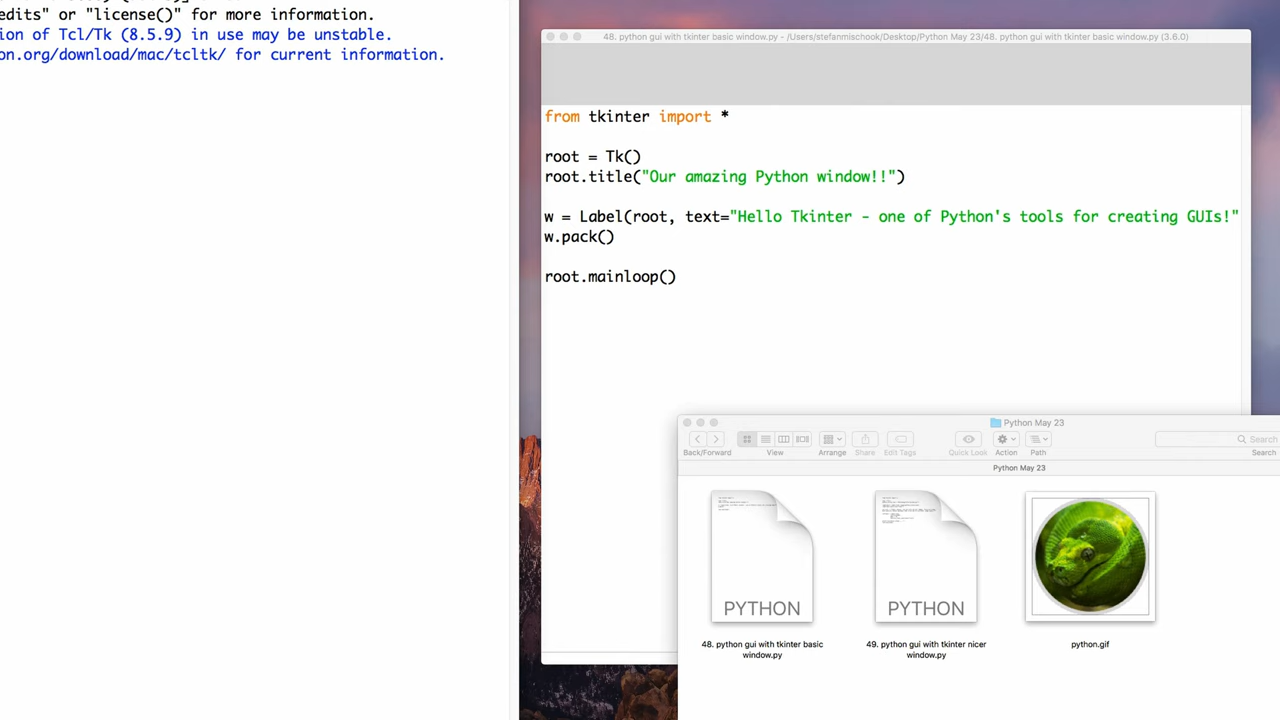 edits" or "license()" for more information.
ion of Tcl/Tk (8.5.9) in use may be unstable.
on.org/download/mac/tcltk/ for current information.
48. python gui with tkinter basic window.py - /Users/stefanmischook/Desktop/Python May 23/48. python gui with tkinter basic window.py (3.6.0)
from tkinter import *
root = Tk()
root.title("Our amazing Python window!!")
w = Label(root, text="Hello Tkinter - one of Python's tools for creating GUIs!"
w.pack()
root.mainloop()
Python May 23
Back/Forward View Arrange Share Edit Tags Quick Look Action Path Search
Search
Python May 23
PYTHON PYTHON
48. python gui with tkinter basic window.py
49. python gui with tkinter nicer window.py
python.gif